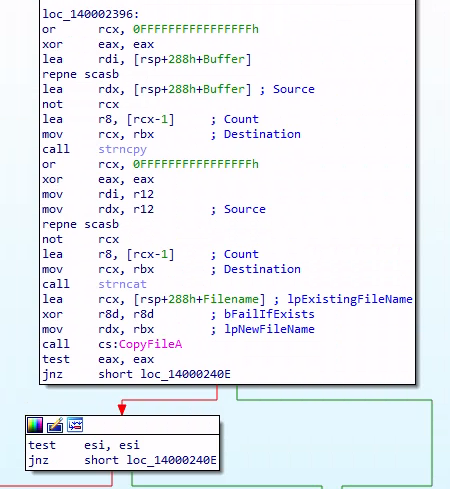 loc_140002396:
or rcx, 0FFFFFFFFFFFFFFFFh
xor eax, eax
lea rdi, [rsp+288h+Buffer]
repne scasb
lea rdx, [rsp+288h+Buffer] ; Source
not rcx
lea r8, [rcx-1] ; Count
mov rcx, rbx ; Destination
call strncpy
or rcx, 0FFFFFFFFFFFFFFFFh
xor eax, eax
mov rdi, r12
mov rdx, r12 ; Source
repne scasb
not rcx
lea r8, [rcx-1] ; Count
mov rcx, rbx ; Destination
call strncat
lea rcx, [rsp+288h+Filename] ; lpExistingFileName
xor r8d, r8d ; bFailIfExists
mov rdx, rbx ; lpNewFileName
call cs:CopyFileA
test eax, eax
jnz short loc_14000240E
test esi, esi
jnz short loc_14000240E